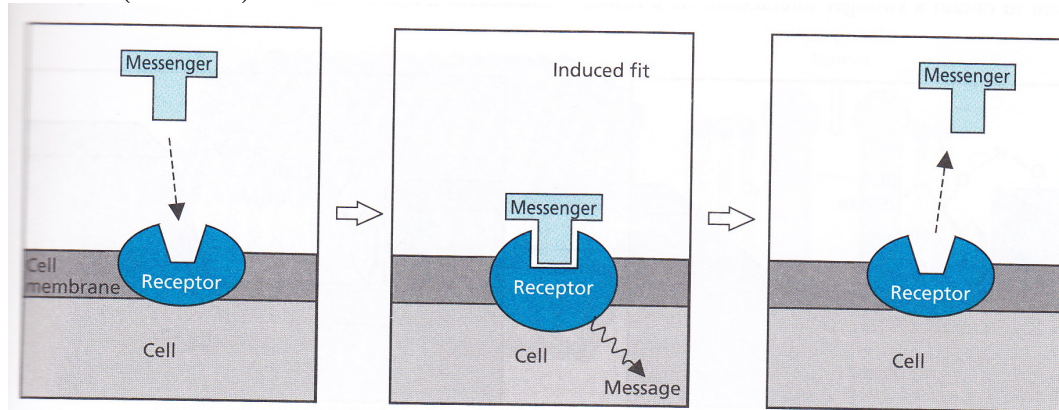 Messenger
Receptor
Cell
membrane
Cell
Induced fit
Messenger
Receptor
Cell
Message
Messenger
Receptor
Cell